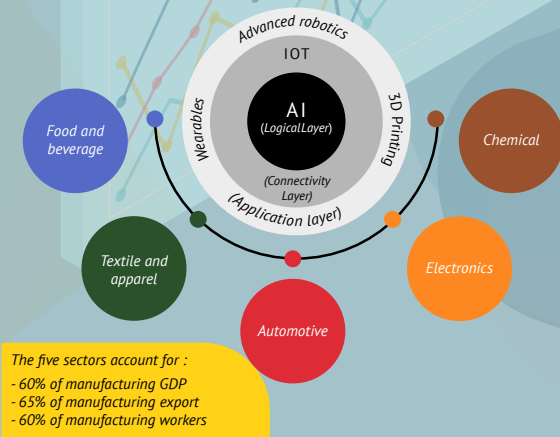 Advanced robotics
IOT
AI
(LogicalLayer)
Wearables
3D Printing
(Connectivity
Layer)
(Application layer)
Food and
beverage
Chemical
Textile and
apparel
Electronics
Automotive
The five sectors account for :
- 60% of manufacturing GDP
- 65% of manufacturing export
- 60% of manufacturing workers